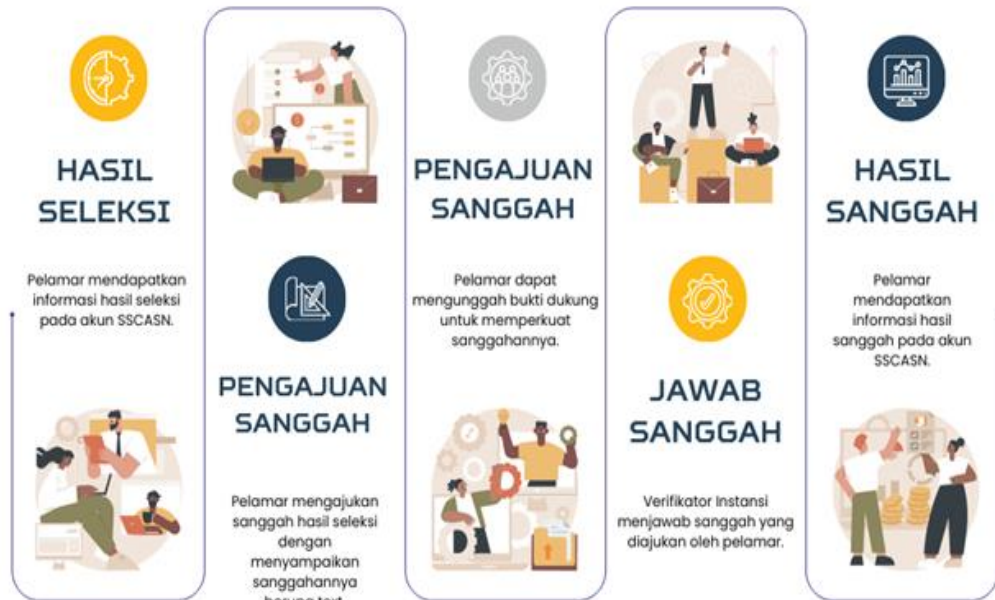 HASIL
SELEKSI
Pelamar mendapatkan
informasi hasil seleksi
pada akun SSCASN.
PENGAJUAN
SANGGAH
Pelamar mengajukan
sanggah hasil seleksi
dengan
menyampaikan
sanggahannya
berupa text
PENGAJUAN
SANGGAH
Pelamar dapat
mengunggah bukti dukung
untuk memperkuat
sanggahannya.
JAWAB
SANGGAH
Verifikator Instansi
menjawab sanggah yang
diajukan oleh pelamar.
HASIL
SANGGAH
Pelamar
mendapatkan
informasi hasil
sanggah pada akun
SSCASN.